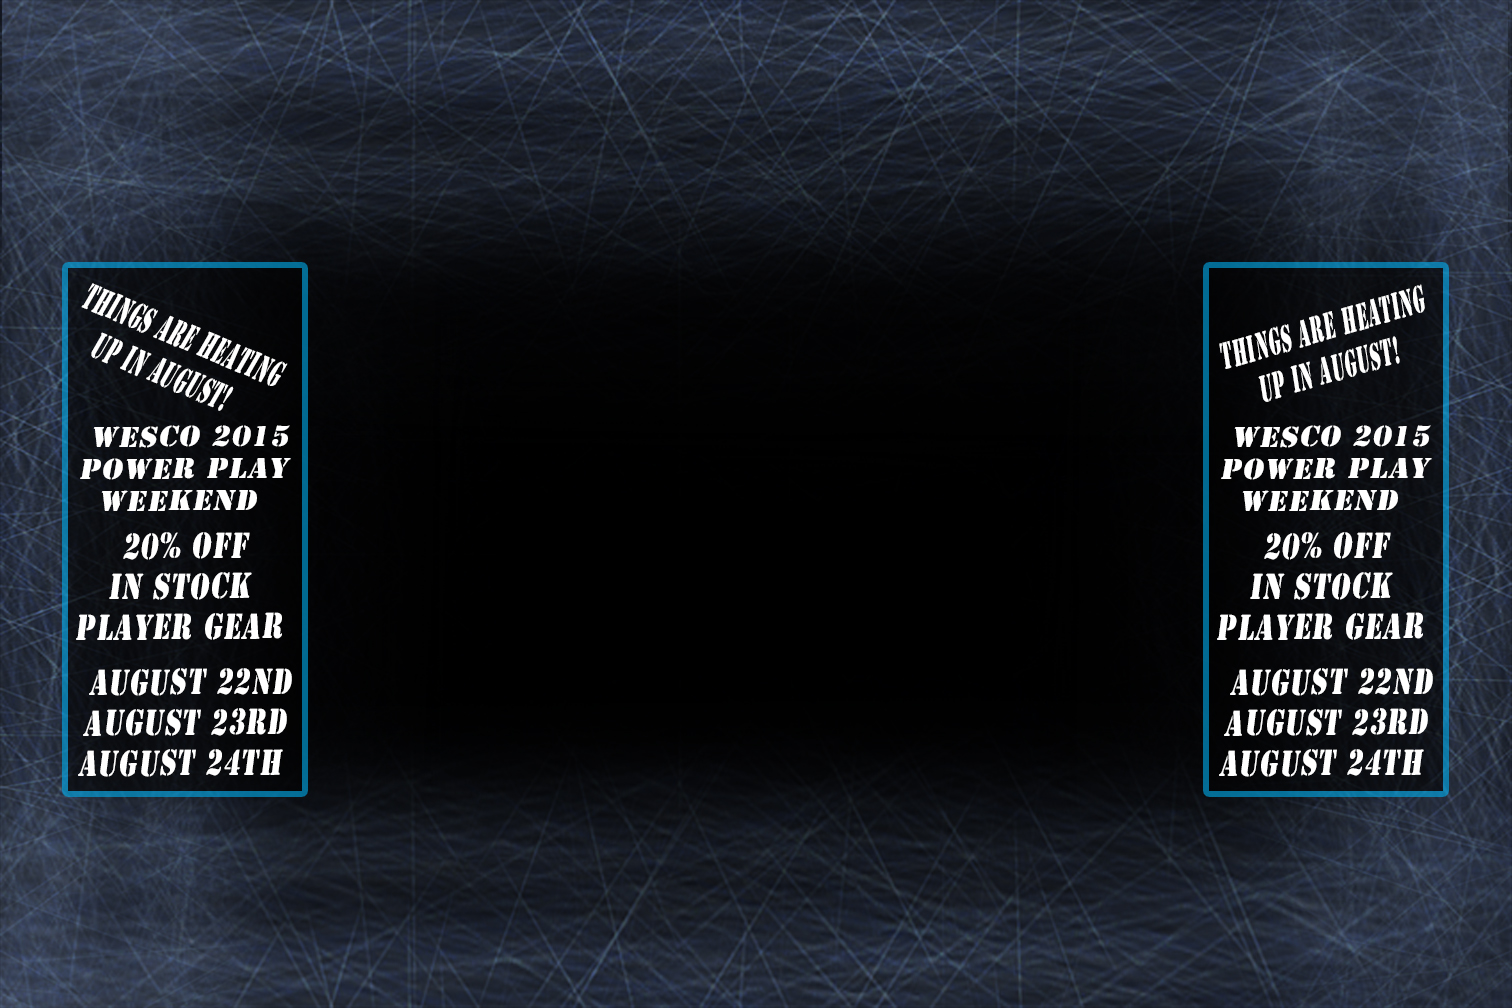 THINGS ARE HEATING
UP IN AUGUST!
WESCO 2015
POWER PLAY
WEEKEND
20% OFF
IN STOCK
PLAYER GEAR
AUGUST 22ND
AUGUST 23RD
AUGUST 24TH
THINGS ARE HEATING
UP IN AUGUST!
WESCO 2015
POWER PLAY
WEEKEND
20% OFF
IN STOCK
PLAYER GEAR
AUGUST 22ND
AUGUST 23RD
AUGUST 24TH